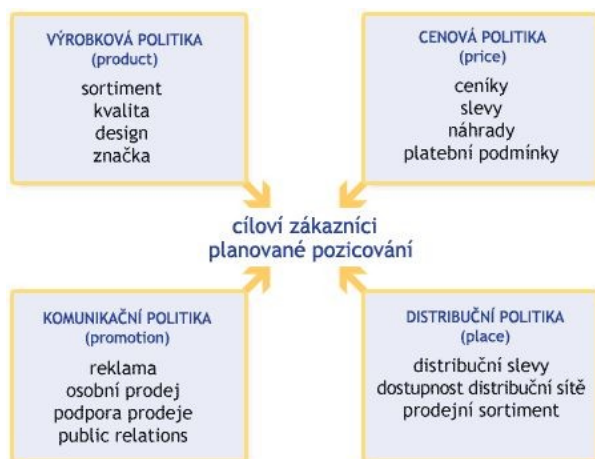 VÝROBKOVÁ POLITIKA
(product)
sortiment
kvalita
design
značka
CENOVÁ POLITIKA
(price)
ceníky
slevy
náhrady
platební podmínky
cíloví zákazníci
planované pozicování
KOMUNIKAČNÍ POLITIKA
(promotion)
reklama
osobní prodej
podpora prodeje
public relations
DISTRIBUČNÍ POLITIKA
(place)
distribuční slevy
dostupnost distribuční sítě
prodejní sortiment